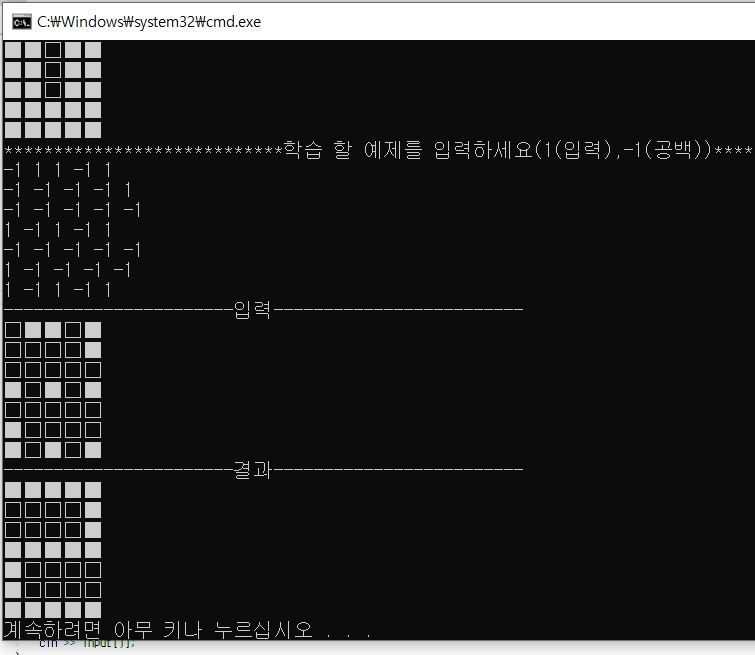 C:\Windows\system32\cmd.exe
■■□■■
■■□■■
■■□■■
■■■■■
■■■■■
****************************학습 할 예제를 입력하세요(1(입력),-1(공백))****
-1 1 1 -1 1
-1 -1 -1 -1 1
-1 -1 -1 -1 -1
1 -1 1 -1 1
-1 -1 -1 -1 -1
1 -1 -1 -1 -1
1 -1 1 -1 1
-----------------------입력-------------------------
□■■□■
□□□□■
□□□□□
■□■□■
□□□□□
■□□□□
■□■□■
-----------------------결과-------------------------
■■■■■
□□□□■
□□□□■
■■■■■
■□□□□
■□□□□
■■■■■
계속하려면 아무 키나 누르십시오 . . .
cin >> input[j];